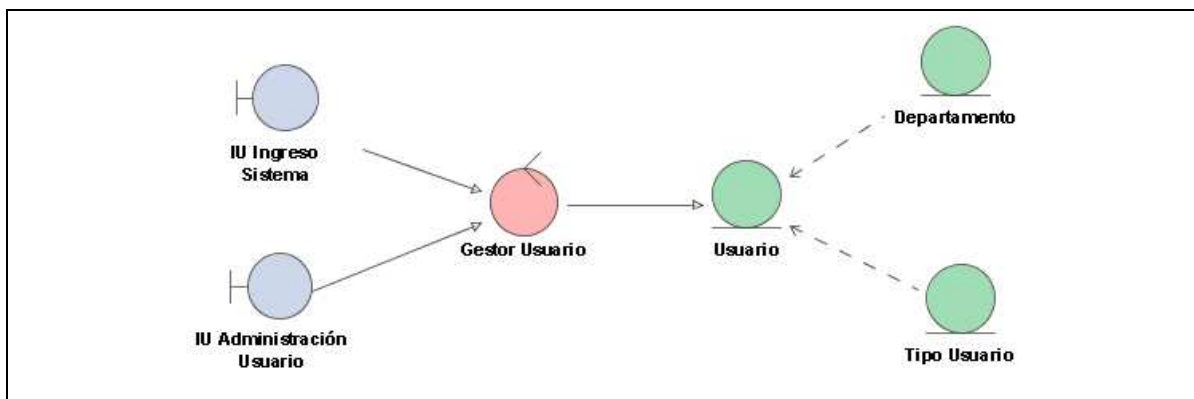 IU Ingreso
Sistema
IU Administración
Usuario
Gestor Usuario
Usuario
Departamento
Tipo Usuario